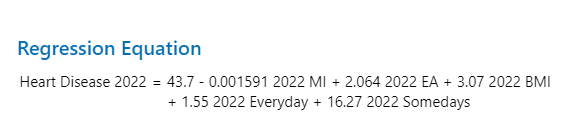 Regression Equation
Heart Disease 2022 = 43.7 - 0.001591 2022 MI + 2.064 2022 EA + 3.07 2022 BMI
+ 1.55 2022 Everyday + 16.27 2022 Somedays